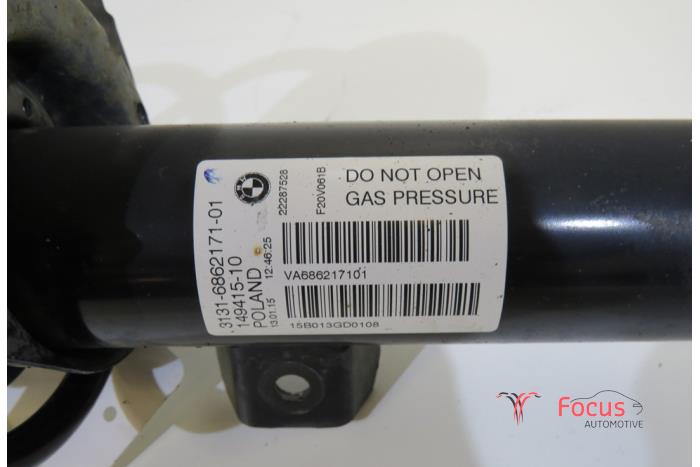 BMW
22287528
F20V061B
DO NOT OPEN
GAS PRESSURE
3131-6862171-01
149415-10
POLAND
13.01.15
12:46:25
VA686217101
15B013GD0108
Focus
AUTOMOTIVE